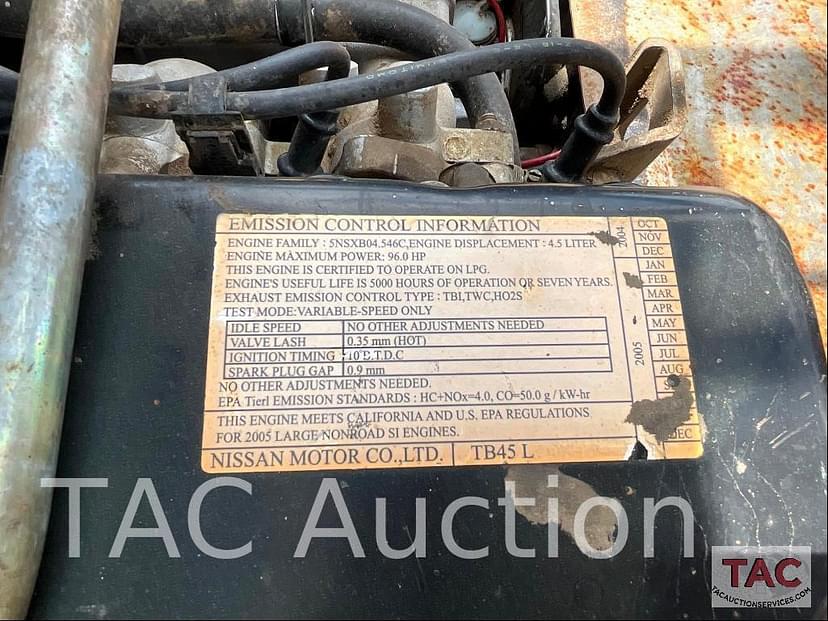 EMISSION CONTROL INFORMATION
ENGINE FAMILY : 5NSXB04.546C,ENGINE DISPLACEMENT : 4.5 LITER
ENGINE MAXIMUM POWER: 96.0 HP
THIS ENGINE IS CERTIFIED TO OPERATE ON LPG.
ENGINE'S USEFUL LIFE IS 5000 HOURS OF OPERATION OR SEVEN YEARS.
EXHAUST EMISSION CONTROL TYPE : TBI,TWC,HO2S
TEST MODE:VARIABLE-SPEED ONLY
IDLE SPEED NO OTHER ADJUSTMENTS NEEDED
VALVE LASH 0.35 mm (HOT)
IGNITION TIMING 10 B.T.D.C
SPARK PLUG GAP 0.9 mm
NO OTHER ADJUSTMENTS NEEDED.
EPA Tier1 EMISSION STANDARDS : HC+NOx=4.0, CO=50.0 g / kW-hr
THIS ENGINE MEETS CALIFORNIA AND U.S. EPA REGULATIONS
FOR 2005 LARGE NONROAD SI ENGINES.
NISSAN MOTOR CO.,LTD. TB45 L
2004
OCT
NOV
DEC
2005
JAN
FEB
MAR
APR
MAY
JUN
JUL
AUG
DEC
TAC Auction
TAC
TACAUCTIONSERVICES.COM